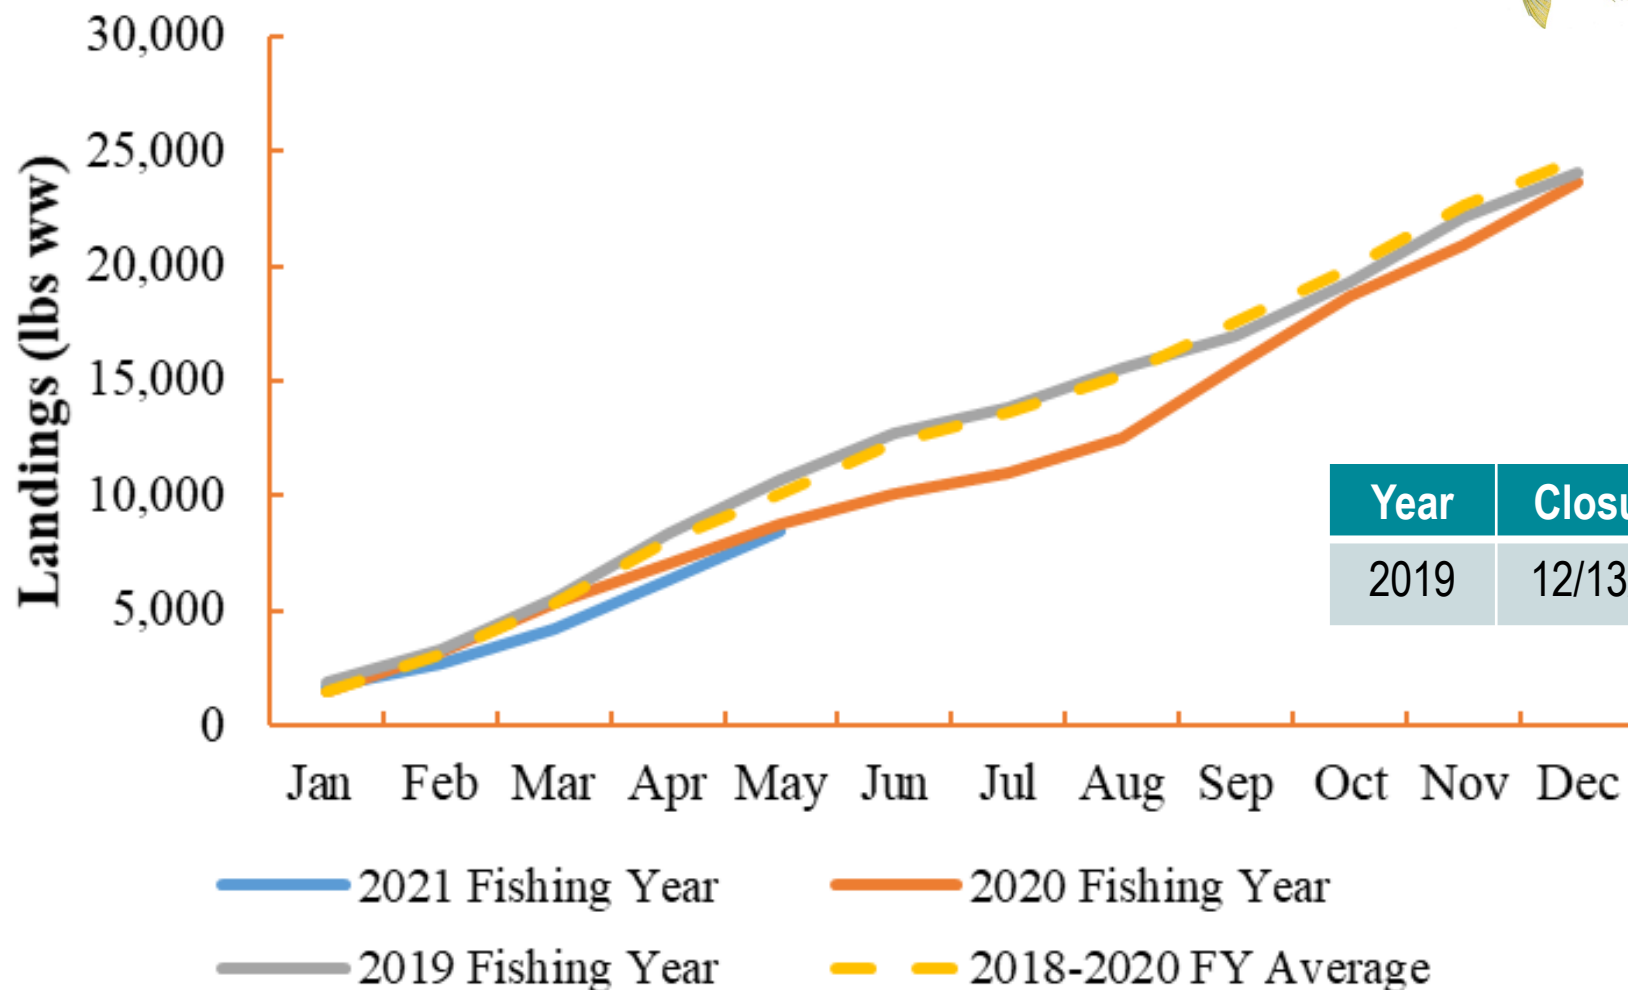 30,000
25,000
20,000
15,000
10,000
5,000
0
Landings (lbs ww)
Jan Feb Mar Apr May Jun Jul Aug Sep Oct Nov Dec
Year
2019 12/13
2021 Fishing Year 2020 Fishing Year
2019 Fishing Year 2018-2020 FY Average